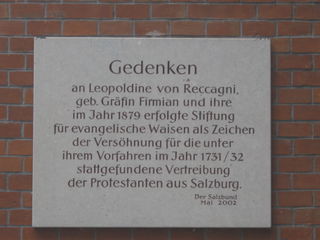 Gedenken
an Leopoldine von Reccagni,
geb. Gräfin Firmian und ihre
im Jahr 1879 erfolgte Stiftung
für evangelische Waisen als Zeichen
der Versöhnung für die unter
ihrem Vorfahren im Jahr 1731/32
stattgefundene Vertreibung
der Protestanten aus Salzburg.
Der Salzbund
Mai 2002